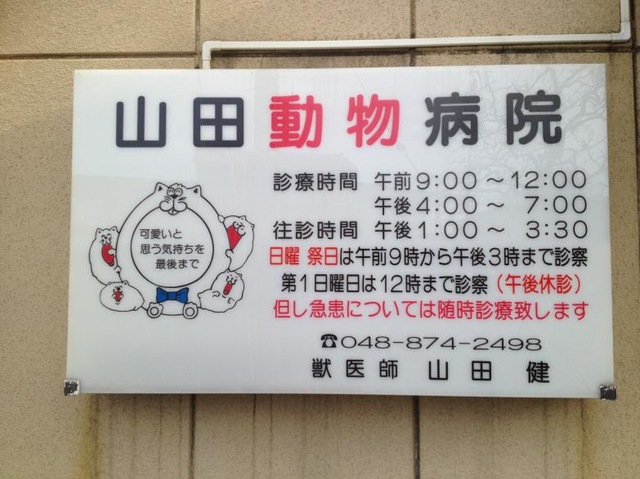 山田動物病院
診療時間 午前9:00～12:00
午後4:00～ 7:00
往診時間 午後1:00～ 3:30
日曜 祭日は午前9時から午後3時まで診察
第1日曜日は12時まで診察(午後休診)
但し急患については随時診療致します
☎048-874-2498
獣医師 山田 健
可愛いと
思う気持ちを
最後まで